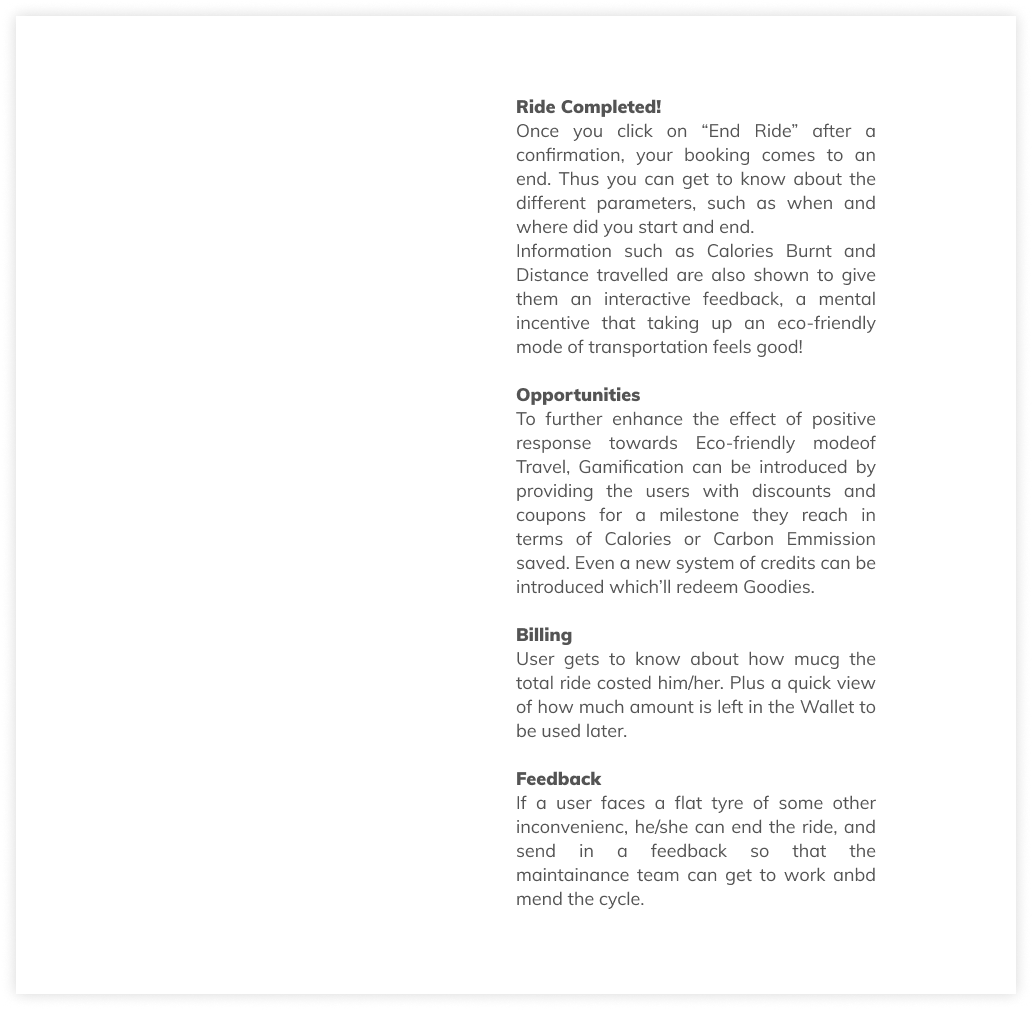 Ride Completed!
Once you click on “End Ride” after a
confirmation, your booking comes to an
end. Thus you can get to know about the
different parameters, such as when and
where did you start and end.
Information such as Calories Burnt and
Distance travelled are also shown to give
them an interactive feedback, a mental
incentive that taking up an eco-friendly
mode of transportation feels good!
Opportunities
To further enhance the effect of positive
response towards Eco-friendly modeof
Travel, Gamification can be introduced by
providing the users with discounts and
coupons for a milestone they reach in
terms of Calories or Carbon Emmission
saved. Even a new system of credits can be
introduced which’ll redeem Goodies.
Billing
User gets to know about how mucg the
total ride costed him/her. Plus a quick view
of how much amount is left in the Wallet to
be used later.
Feedback
If a user faces a flat tyre of some other
inconvenienc, he/she can end the ride, and
send in a feedback so that the
maintainance team can get to work anbd
mend the cycle.